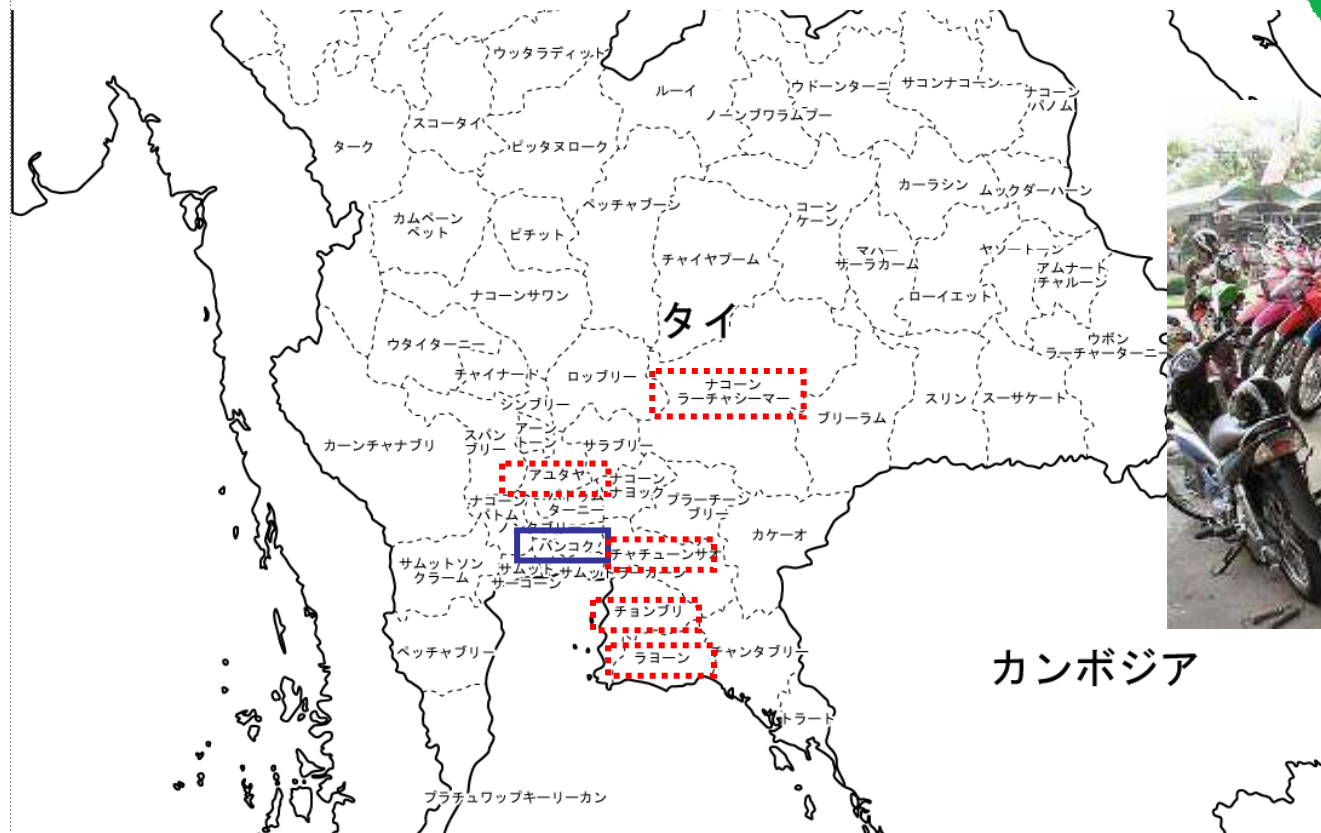 ウッタラディット
ルーイ
ウドーンターニ
サコンナコーン
ナコーン
パノム
ノーンブワラムプー
スコータイ
ターク
ピッタヌローク
カーラシン
ムックダーハーン
ペッチャブーン
コーン
ケーン
カムペーン
ペット
ピチット
マハー
サーラカーム
ヤソートーン
チャイヤプーム
アムナート
チャルーン
ナコーンサワン
ローイエット
タイ
ウタイターニー
ウボン
ラーチャーターニー
チャイナート
ロッブリー
ナコーン
ラーチャシーマー
シンブリー
スリン
スーサケート
ブリーラム
アーン
トーン
スパン
ブリー
カーンチャナブリ
サラブリー
アユタヤ
ナコーン
ナヨック
ナコーン
パトム
ターニー
プラーチーン
ブリー
カケーオ
バンコク
チャチューンサオ
サムットソン
クラーム
サムット
サーコーン
チョンブリ
ペッチャブリー
ラヨーン
チャンタブリー
カンボジア
トラート
プラチュワップキーリーカン